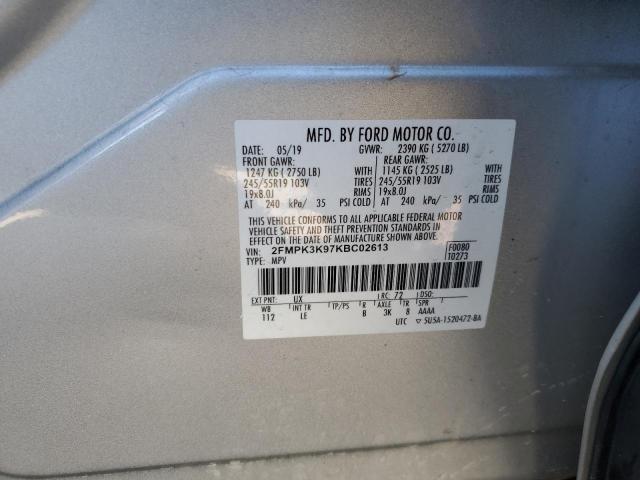 MFD. BY FORD MOTOR CO.
DATE: 05/19 GVWR: 2390 KG ( 5270 LB)
FRONT GAWR: REAR GAWR:
1247 KG ( 2750 LB) WITH 1145 KG ( 2525 LB) WITH
245/55R19 103V TIRES 245/55R19 103V TIRES
19x8.0J RIMS 19x8.0J RIMS
AT 240 kPa/ 35 PSI COLD AT 240 kPa/ 35 PSI COLD
THIS VEHICLE CONFORMS TO ALL APPLICABLE FEDERAL MOTOR
VEHICLE SAFETY AND THEFT PREVENTION STANDARDS IN
EFFECT ON THE DATE OF MANUFACTURE SHOWN ABOVE.
VIN: 2FMPK3K97KBC02613 F0080
TYPE: MPV T0273
EXT PNT: UX RC: 72 DSO:
WB INT TR TP/PS R AXLE TR SPR
112 LE B 3K 8 AAAA
UTC ▽ 5U5A-1520472-BA